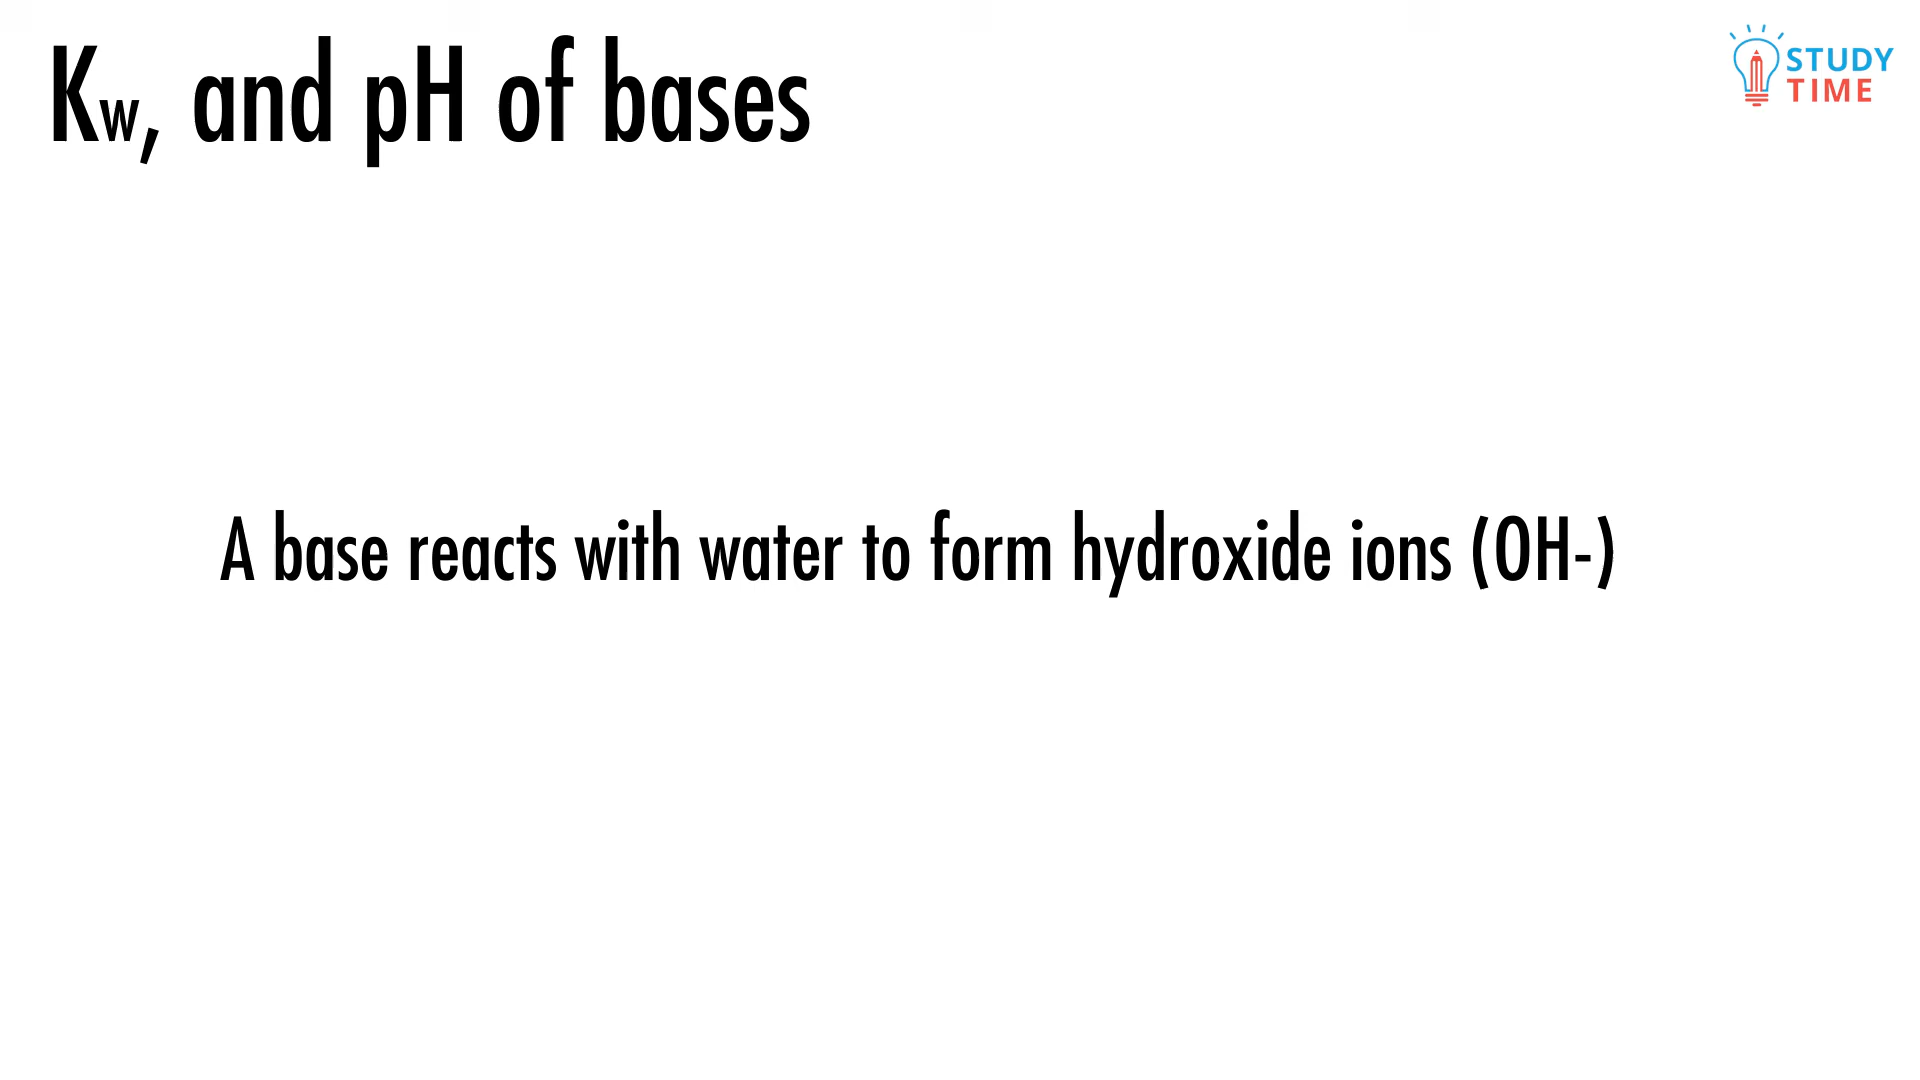 Kw, and pH of bases
STUDY
TIME
A base reacts with water to form hydroxide ions (OH-)